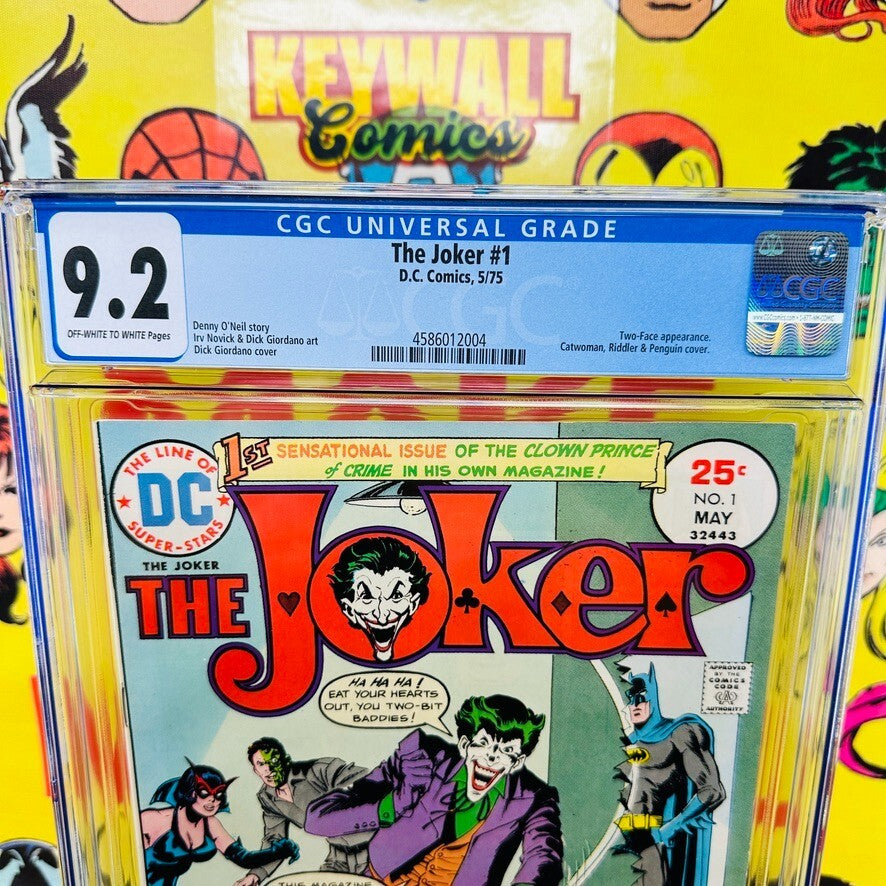 KEYWALL
Comics
CGC UNIVERSAL GRADE
9.2
OFF-WHITE TO WHITE Pages
The Joker #1
D.C. Comics, 5/75
Denny O'Neil story
Irv Novick & Dick Giordano art
Dick Giordano cover
4586012004
Two-Face appearance.
Catwoman, Riddler & Penguin cover.
CGC
CGC
1ST SENSATIONAL ISSUE OF THE CLOWN PRINCE
of CRIME IN HIS OWN MAGAZINE!
THE LINE OF
DC
SUPER-STARS
25¢
NO. 1
MAY
32443
THE JOKER
THE Joker
APPROVED
BY THE
COMICS
CODE
AUTHORITY
HA HA HA!
EAT YOUR HEARTS
OUT, YOU TWO-BIT
BADDIES!
THIS MAGAZINE